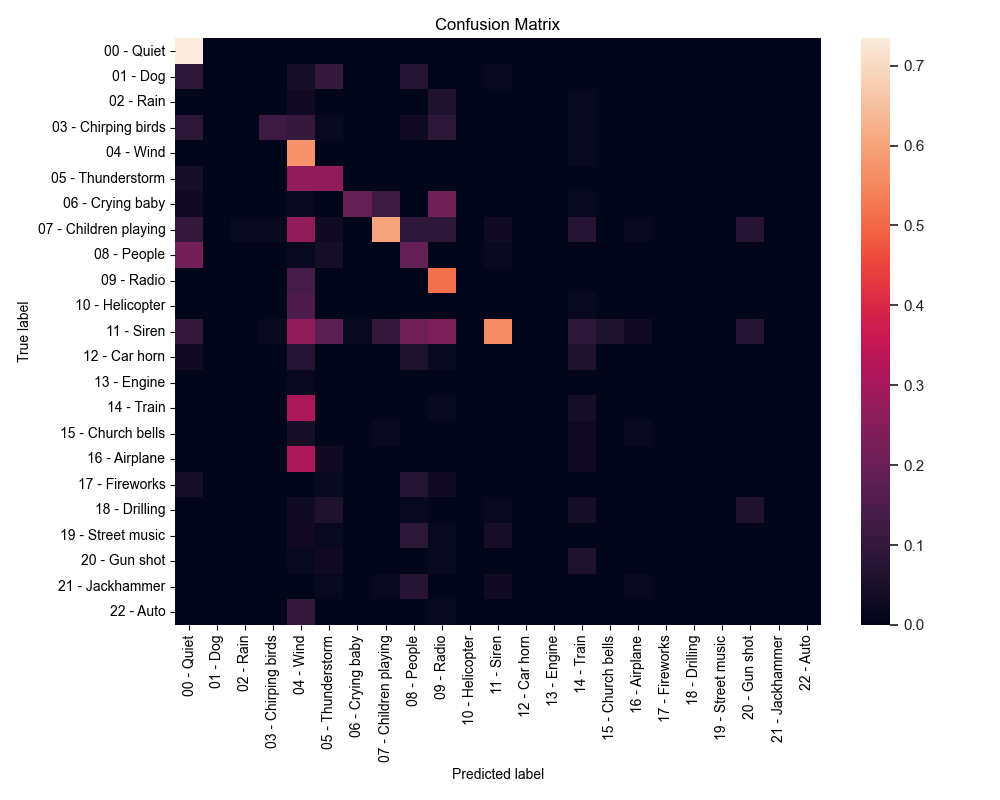 Confusion Matrix
True label
00 - Quiet
01 - Dog
02 - Rain
03 - Chirping birds
04 - Wind
05 - Thunderstorm
06 - Crying baby
07 - Children playing
08 - People
09 - Radio
10 - Helicopter
11 - Siren
12 - Car horn
13 - Engine
14 - Train
15 - Church bells
16 - Airplane
17 - Fireworks
18 - Drilling
19 - Street music
20 - Gun shot
21 - Jackhammer
22 - Auto
00 - Quiet
01 - Dog
02 - Rain
03 - Chirping birds
04 - Wind
05 - Thunderstorm
06 - Crying baby
07 - Children playing
08 - People
09 - Radio
10 - Helicopter
11 - Siren
12 - Car horn
13 - Engine
14 - Train
15 - Church bells
16 - Airplane
17 - Fireworks
18 - Drilling
19 - Street music
20 - Gun shot
21 - Jackhammer
22 - Auto
Predicted label
0.7
0.6
0.5
0.4
0.3
0.2
0.1
0.0